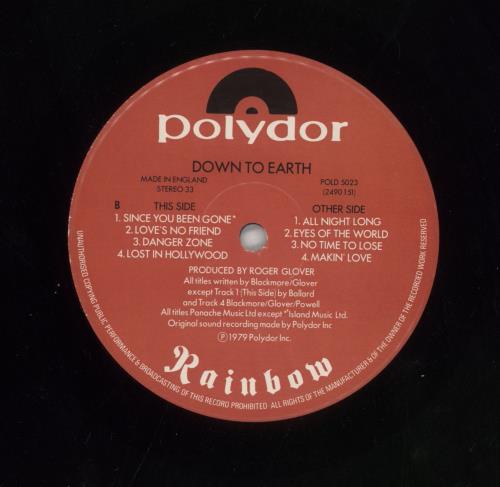 polydor
DOWN TO EARTH
MADE IN ENGLAND
STEREO 33
POLD 5023
(2490 151)
B THIS SIDE
1. SINCE YOU BEEN GONE*
2. LOVE'S NO FRIEND
3. DANGER ZONE
4. LOST IN HOLLYWOOD
OTHER SIDE
1. ALL NIGHT LONG
2. EYES OF THE WORLD
3. NO TIME TO LOSE
4. MAKIN' LOVE
PRODUCED BY ROGER GLOVER
All titles written by Blackmore/Glover
except Track 1 (This Side) by Ballard
and Track 4 Blackmore/Glover/Powell
All titles Panache Music Ltd except *Island Music Ltd.
Original sound recording made by Polydor Inc
Ⓟ 1979 Polydor Inc.
Rainbow
UNAUTHORISED COPYING PUBLIC PERFORMANCE & BROADCASTING OF THIS RECORD PROHIBITED ALL RIGHTS OF THE MANUFACTURER & OF THE OWNER OF THE RECORDED WORK RESERVED